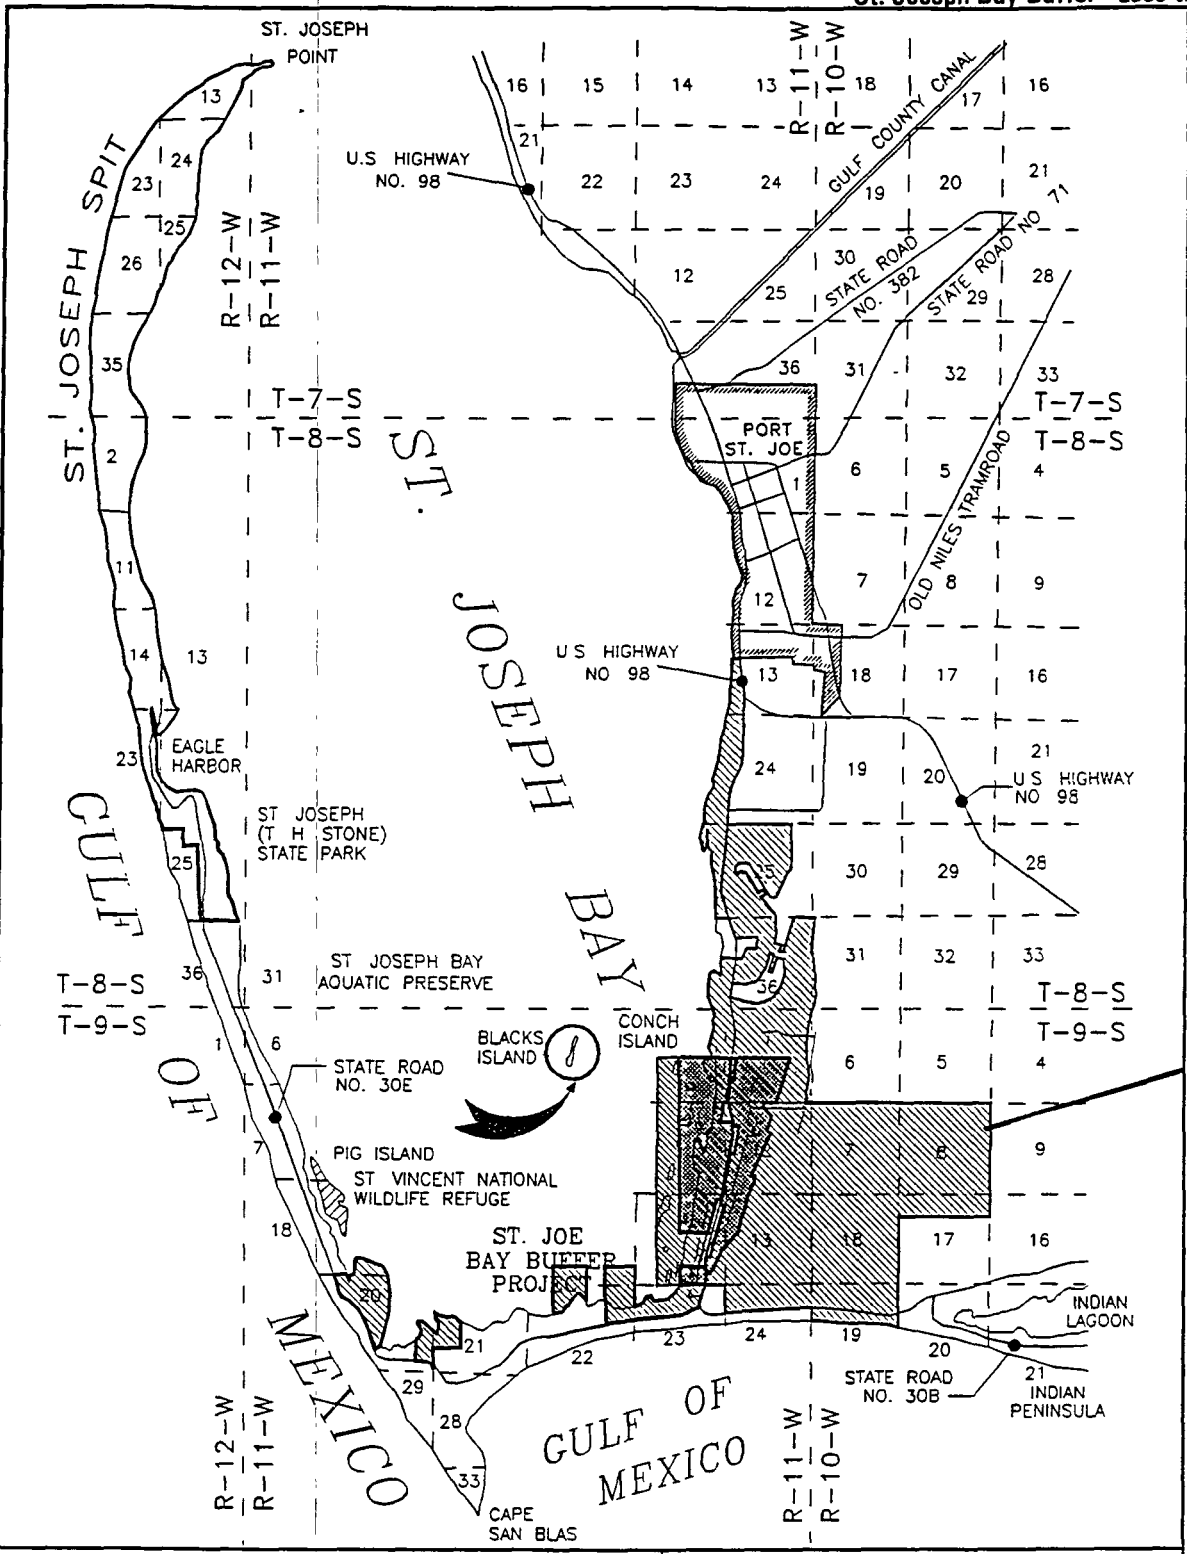 ST. JOSEPH
POINT
16 15 14 13 18 17 16
R-11-W
R-10-W
GULF COUNTY CANAL
13
21
24
U.S HIGHWAY
NO. 98
23
22 23 24 19 20 21
ST. JOSEPH SPIT
25
R-12-W
R-11-W
STATE ROAD NO 71
26
12 25 30 29 28
STATE ROAD
NO. 382
35
36 31 32 33
T-7-S
T-7-S
T-8-S
T-8-S
PORT
ST. JOE
2
1 6 5 4
ST. JOSEPH BAY
OLD NILES TRAMROAD
11
12 7 8 9
14 13
U S HIGHWAY
NO 98
13 18 17 16
23
EAGLE
HARBOR
24 19 20 21
U S HIGHWAY
NO 98
GULF OF MEXICO
ST JOSEPH
(T H STONE)
STATE PARK
25
25 30 29 28
36 31
ST JOSEPH BAY
AQUATIC PRESERVE
36 31 32 33
T-8-S
T-8-S
T-9-S
T-9-S
1 6
BLACKS
ISLAND
CONCH
ISLAND
6 5 4
STATE ROAD
NO. 30E
7
PIG ISLAND
ST VINCENT NATIONAL
WILDLIFE REFUGE
7 8 9
18
ST. JOE
BAY BUFFER
PROJECT
13 18 17 16
20
21
22 23 24 19 20 21
INDIAN
LAGOON
29
STATE ROAD
NO. 30B
INDIAN
PENINSULA
28
R-12-W
R-11-W
GULF OF
MEXICO
R-11-W
R-10-W
33
CAPE
SAN BLAS